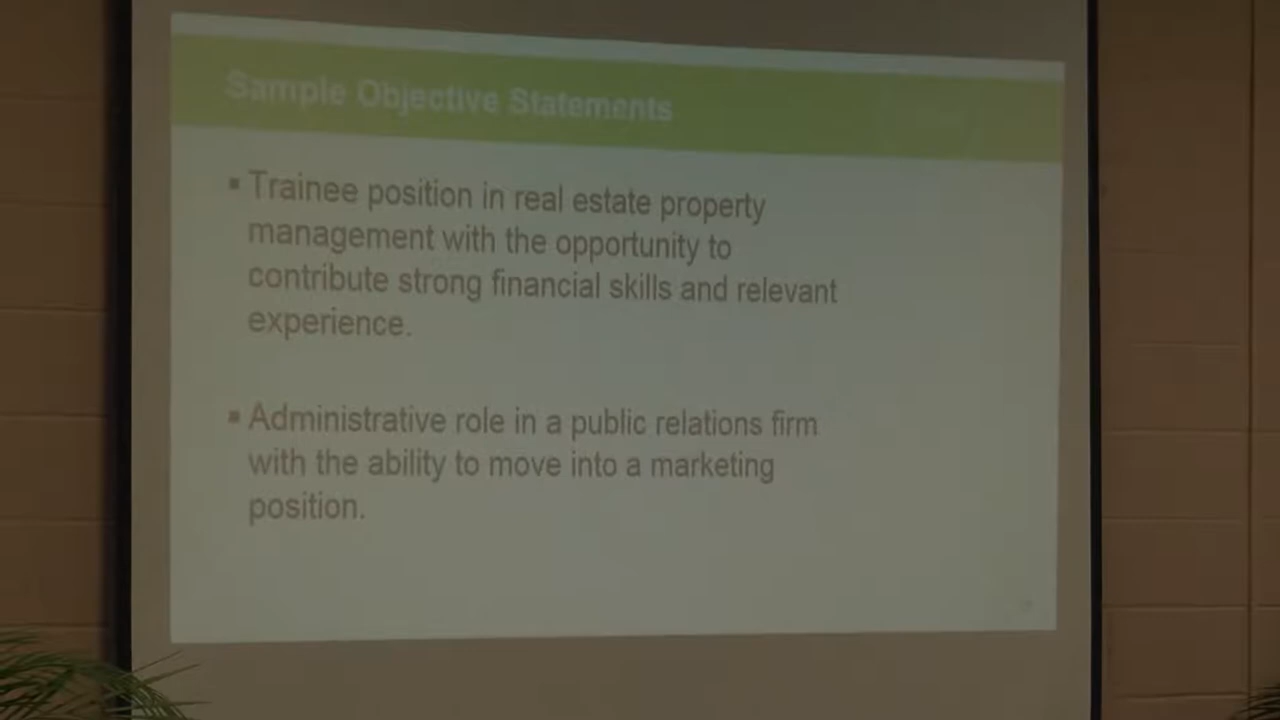 Sample Objective Statements
▪ Trainee position in real estate property
management with the opportunity to
contribute strong financial skills and relevant
experience.
▪ Administrative role in a public relations firm
with the ability to move into a marketing
position.